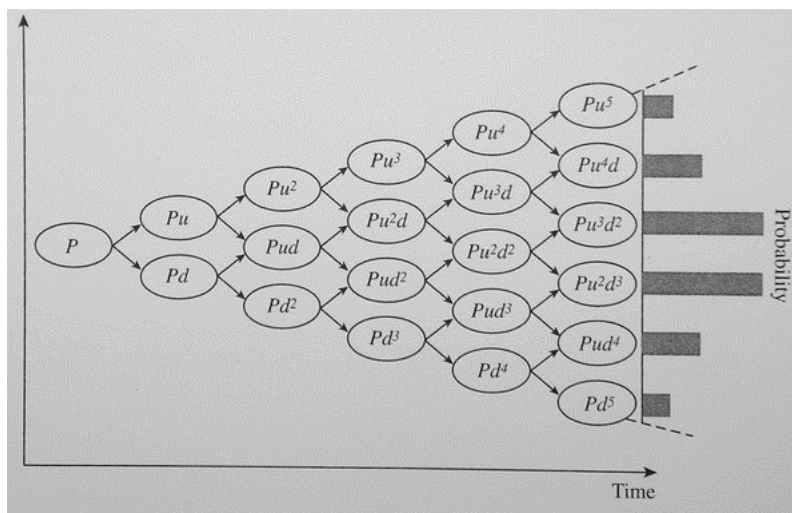 P
Pu
Pd
Pu²
Pud
Pd²
Pu³
Pu²d
Pud²
Pd³
Pu⁴
Pu³d
Pu²d²
Pud³
Pd⁴
Pu⁵
Pu⁴d
Pu³d²
Pu²d³
Pud⁴
Pd⁵
Probability
Time